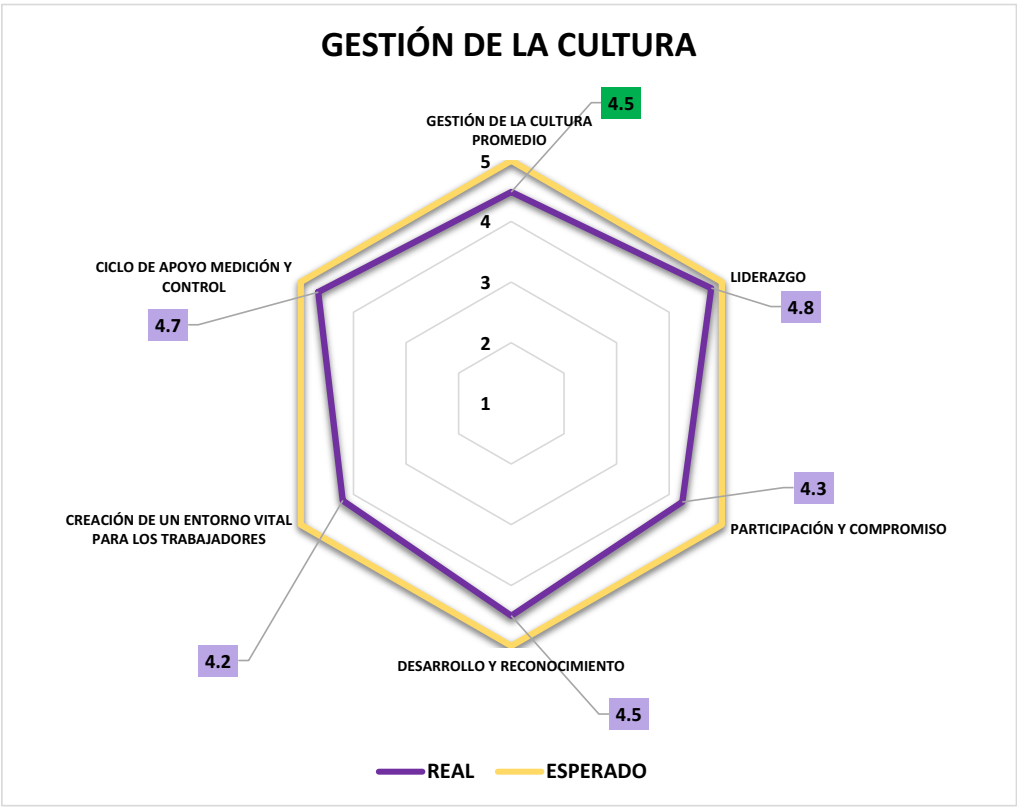 GESTIÓN DE LA CULTURA
4.5
GESTIÓN DE LA CULTURA
PROMEDIO
5
4
3
2
1
CICLO DE APOYO MEDICIÓN Y
CONTROL
4.7
LIDERAZGO
4.8
4.3
PARTICIPACIÓN Y COMPROMISO
CREACIÓN DE UN ENTORNO VITAL
PARA LOS TRABAJADORES
4.2
DESARROLLO Y RECONOCIMIENTO
4.5
REAL
ESPERADO